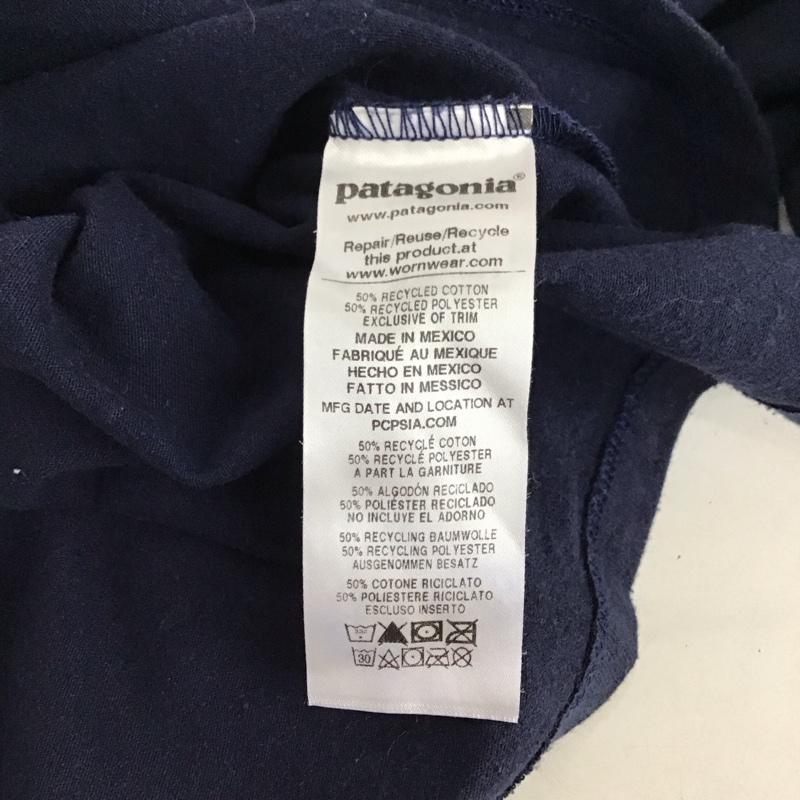 patagonia®
www.patagonia.com
Repair/Reuse/Recycle
this product at
www.wornwear.com
50% RECYCLED COTTON
50% RECYCLED POLYESTER
EXCLUSIVE OF TRIM
MADE IN MEXICO
FABRIQUÉ AU MEXIQUE
HECHO EN MEXICO
FATTO IN MESSICO
MFG DATE AND LOCATION AT
PCPSIA.COM
50% RECYCLÉ COTON
50% RECYCLÉ POLYESTER
A PART LA GARNITURE
50% ALGODÓN RECICLADO
50% POLIÉSTER RECICLADO
NO INCLUYE EL ADORNO
50% RECYCLING BAUMWOLLE
50% RECYCLING POLYESTER
AUSGENOMMEN BESATZ
50% COTONE RICICLATO
50% POLIESTERE RICICLATO
ESCLUSO INSERTO
30